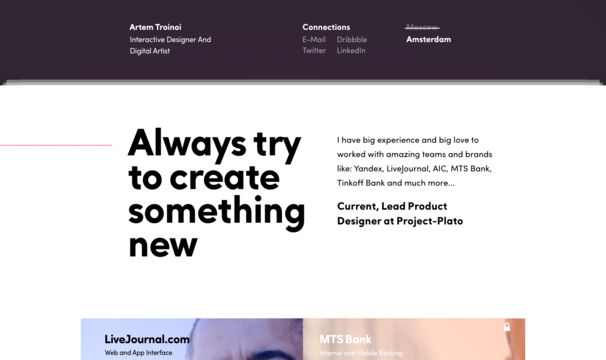 Artem Troinoi
Interactive Designer And
Digital Artist
Connections
E-Mail Dribbble
Twitter LinkedIn
Moscow
Amsterdam
Always try
to create
something
new
I have big experience and big love to
worked with amazing teams and brands
like: Yandex, LiveJournal, AIC, MTS Bank,
Tinkoff Bank and much more...
Current, Lead Product
Designer at Project-Plato
LiveJournal.com
Web and App Interface
MTS Bank
Internet and Mobile Banking